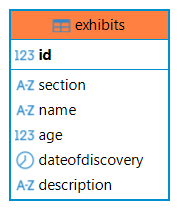 exhibits
123 id
A-Z section
A-Z name
123 age
dateofdiscovery
A-Z description